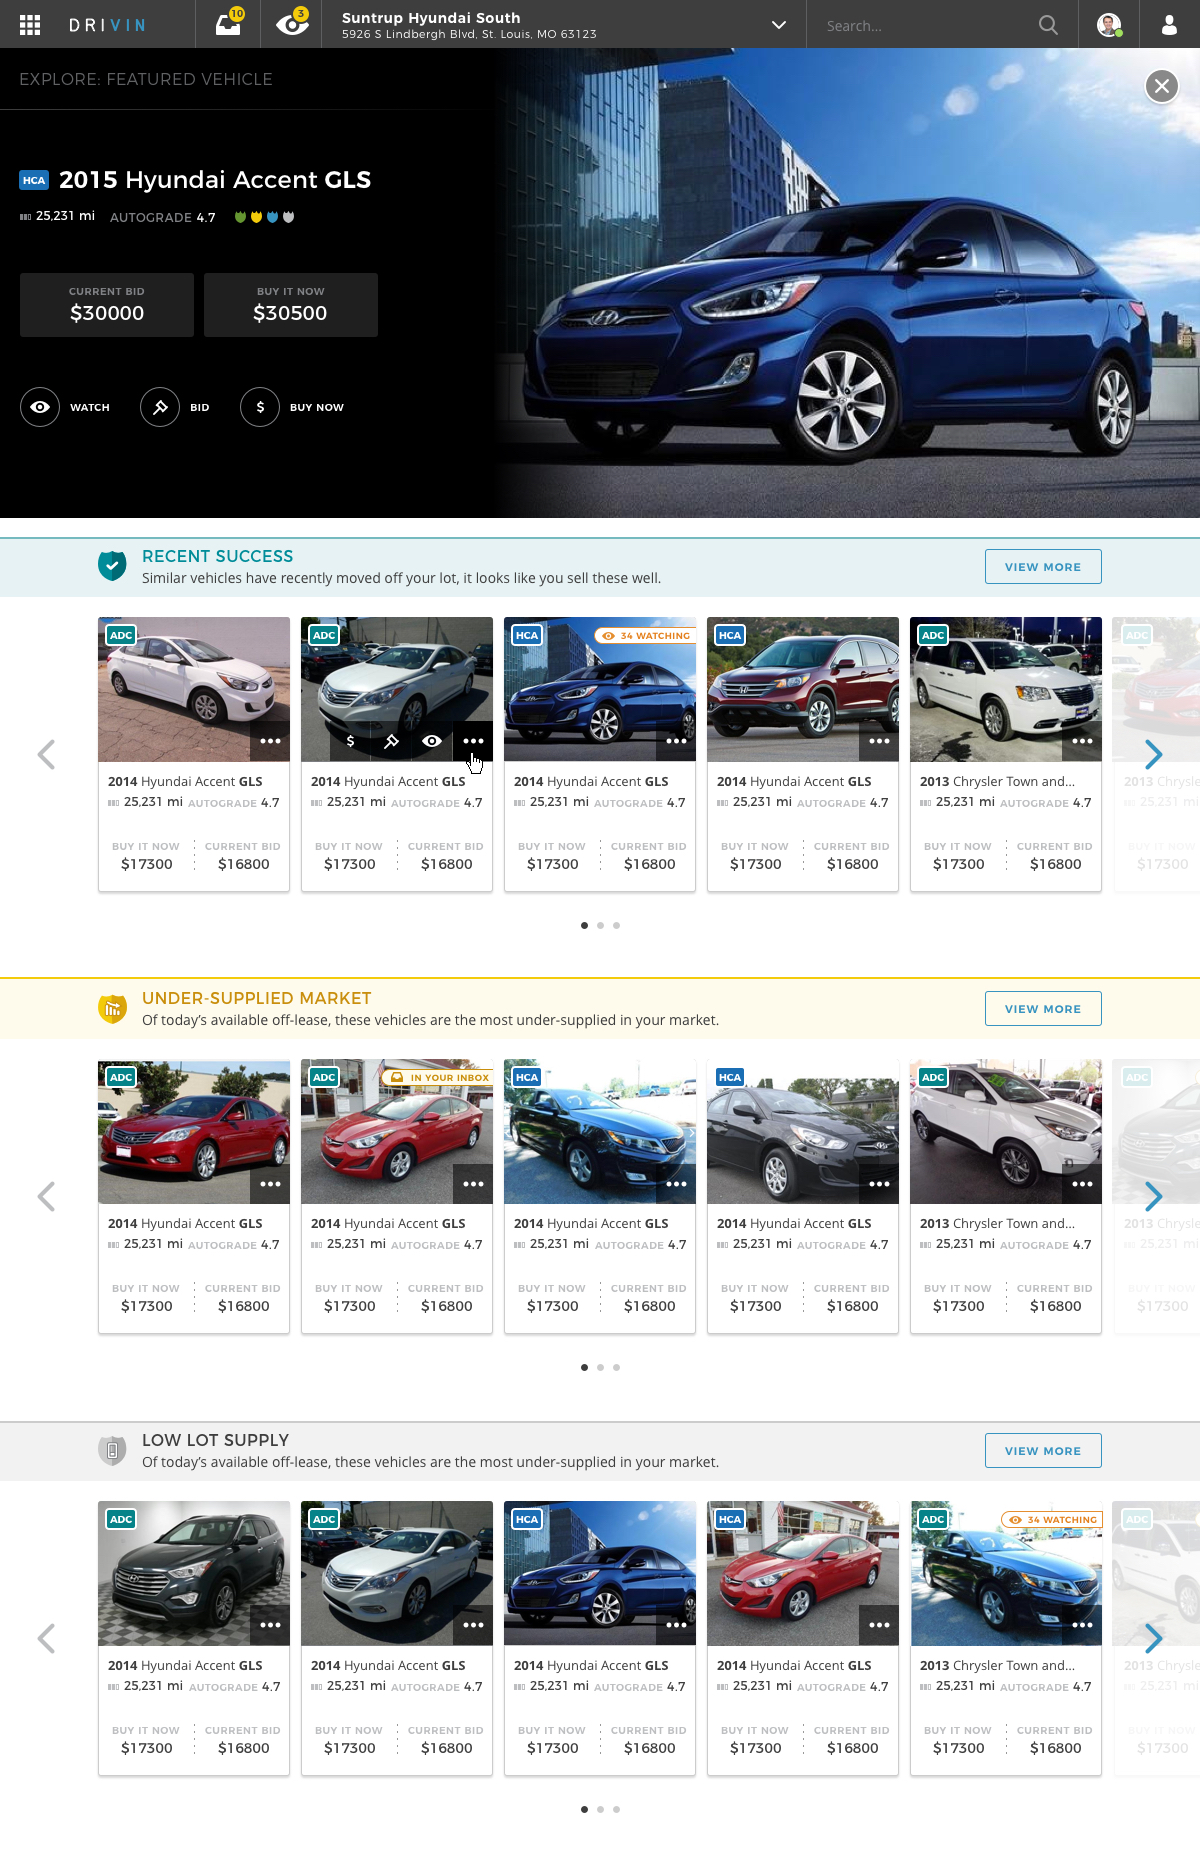 DRIVIN
10
3
Suntrup Hyundai South
5926 S Lindbergh Blvd, St. Louis, MO 63123
Search...
EXPLORE: FEATURED VEHICLE
HCA 2015 Hyundai Accent GLS
25,231 mi AUTOGRADE 4.7
CURRENT BID BUY IT NOW
$30000 $30500
WATCH BID $ BUY NOW
RECENT SUCCESS
Similar vehicles have recently moved off your lot, it looks like you sell these well.
VIEW MORE
ADC ADC HCA 34 WATCHING HCA ADC ADC
$
2014 Hyundai Accent GLS 2014 Hyundai Accent GLS 2014 Hyundai Accent GLS 2014 Hyundai Accent GLS 2013 Chrysler Town and... 2013 Chrysle
25,231 mi AUTOGRADE 4.7 25,231 mi AUTOGRADE 4.7 25,231 mi AUTOGRADE 4.7 25,231 mi AUTOGRADE 4.7 25,231 mi AUTOGRADE 4.7 25,231 mi
BUY IT NOW CURRENT BID BUY IT NOW CURRENT BID BUY IT NOW CURRENT BID BUY IT NOW CURRENT BID BUY IT NOW CURRENT BID BUY IT NOW
$17300 $16800 $17300 $16800 $17300 $16800 $17300 $16800 $17300 $16800 $17300
UNDER-SUPPLIED MARKET
Of today's available off-lease, these vehicles are the most under-supplied in your market.
VIEW MORE
ADC ADC IN YOUR INBOX HCA HCA ADC ADC
2014 Hyundai Accent GLS 2014 Hyundai Accent GLS 2014 Hyundai Accent GLS 2014 Hyundai Accent GLS 2013 Chrysler Town and... 2013 Chrysle
25,231 mi AUTOGRADE 4.7 25,231 mi AUTOGRADE 4.7 25,231 mi AUTOGRADE 4.7 25,231 mi AUTOGRADE 4.7 25,231 mi AUTOGRADE 4.7 25,231 mi
BUY IT NOW CURRENT BID BUY IT NOW CURRENT BID BUY IT NOW CURRENT BID BUY IT NOW CURRENT BID BUY IT NOW CURRENT BID BUY IT NOW
$17300 $16800 $17300 $16800 $17300 $16800 $17300 $16800 $17300 $16800 $17300
LOW LOT SUPPLY
Of today's available off-lease, these vehicles are the most under-supplied in your market.
VIEW MORE
ADC ADC HCA HCA ADC 34 WATCHING ADC
2014 Hyundai Accent GLS 2014 Hyundai Accent GLS 2014 Hyundai Accent GLS 2014 Hyundai Accent GLS 2013 Chrysler Town and... 2013 Chrysle
25,231 mi AUTOGRADE 4.7 25,231 mi AUTOGRADE 4.7 25,231 mi AUTOGRADE 4.7 25,231 mi AUTOGRADE 4.7 25,231 mi AUTOGRADE 4.7 25,231 mi
BUY IT NOW CURRENT BID BUY IT NOW CURRENT BID BUY IT NOW CURRENT BID BUY IT NOW CURRENT BID BUY IT NOW CURRENT BID BUY IT NOW
$17300 $16800 $17300 $16800 $17300 $16800 $17300 $16800 $17300 $16800 $17300